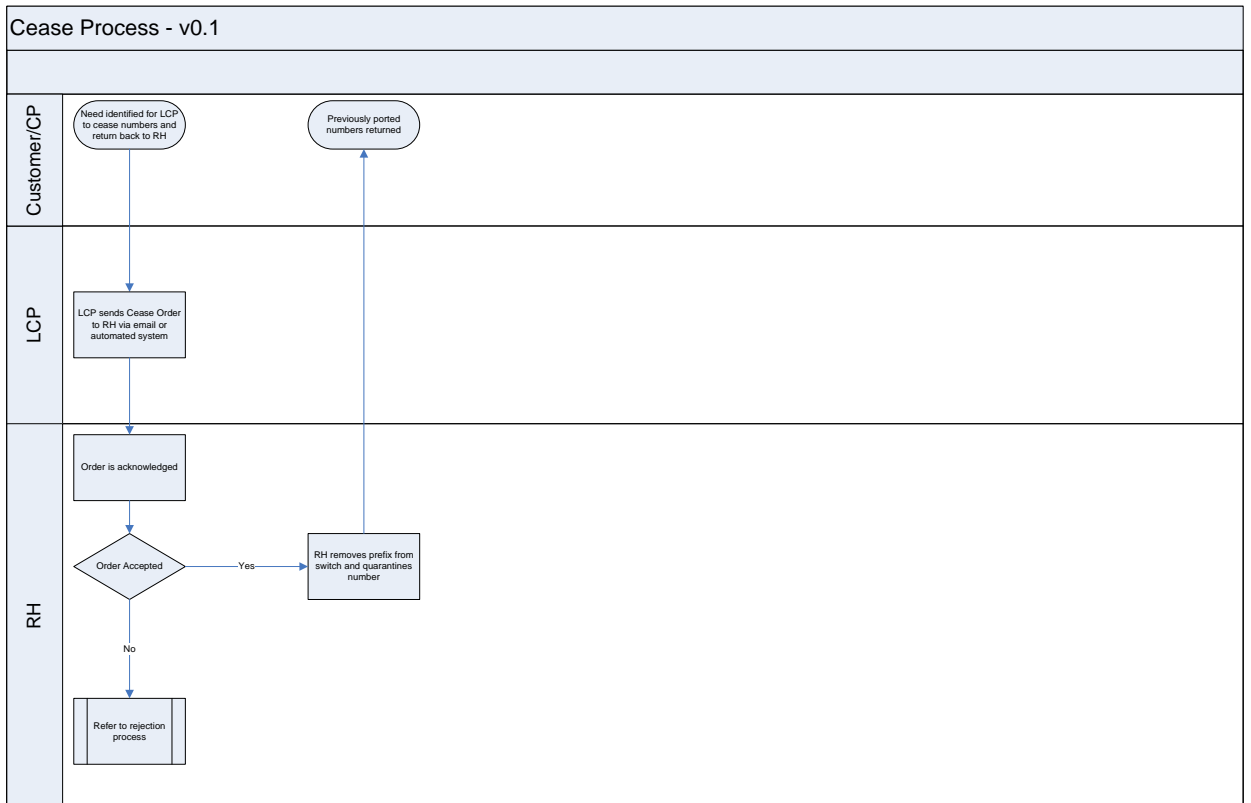 Cease Process - v0.1
Customer/CP
Need identified for LCP
to cease numbers and
return back to RH
Previously ported
numbers returned
LCP
LCP sends Cease Order
to RH via email or
automated system
RH
Order is acknowledged
Order Accepted
Yes
RH removes prefix from
switch and quarantines
number
No
Refer to rejection
process